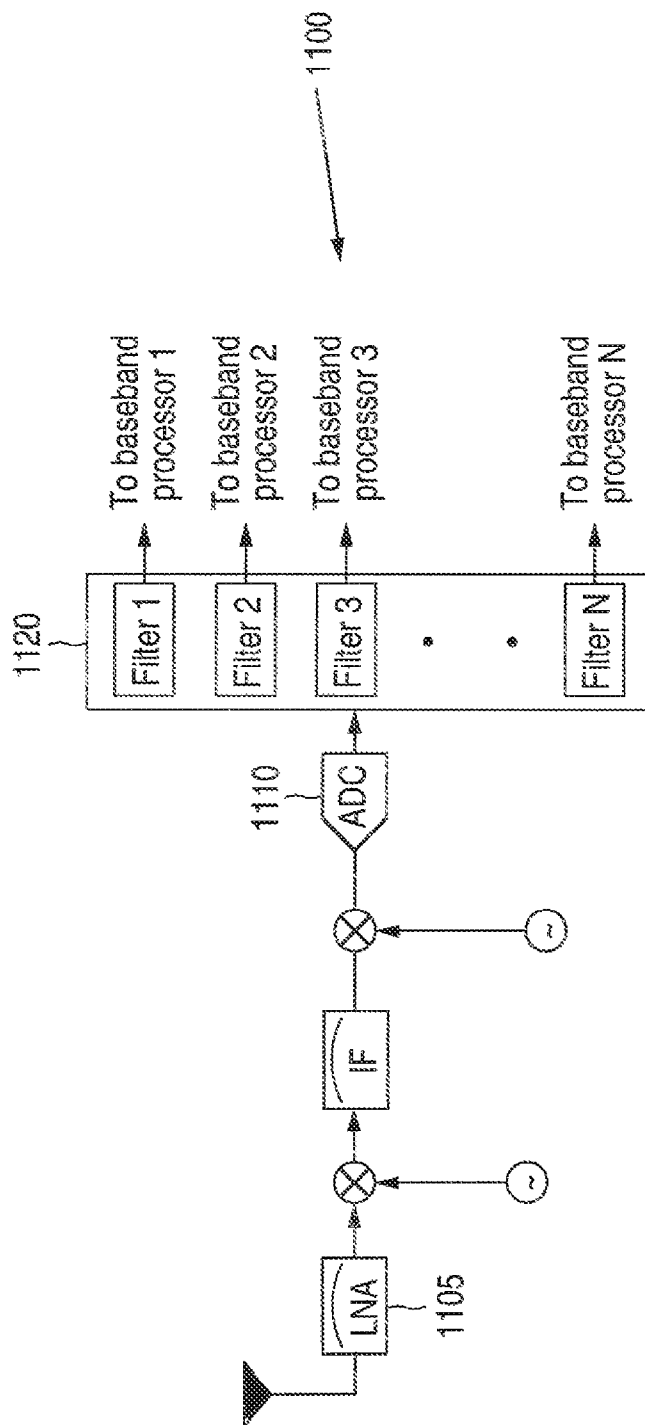 1100
1120
Filter 1
To baseband
processor 1
Filter 2
To baseband
processor 2
Filter 3
To baseband
processor 3
Filter N
To baseband
processor N
1110
ADC
~
IF
~
LNA
1105